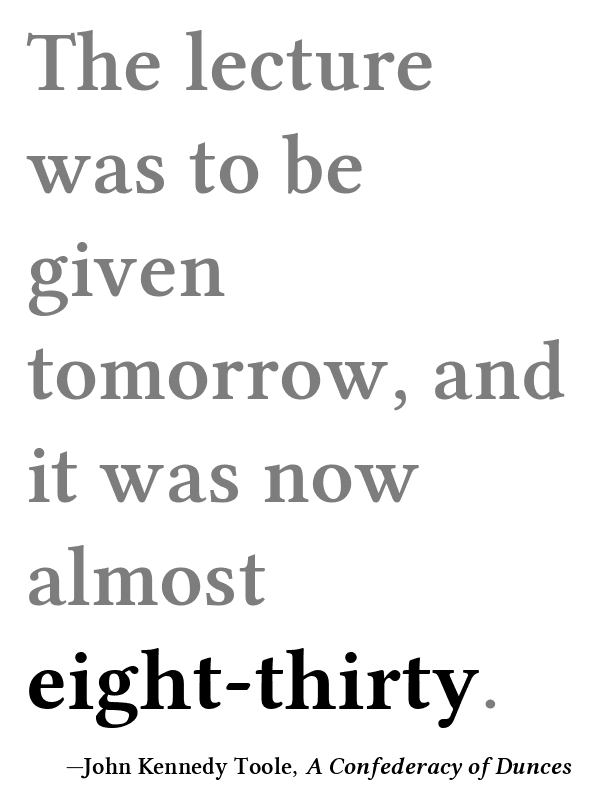 The lecture
was to be
given
tomorrow, and
it was now
almost
eight-thirty.
—John Kennedy Toole, A Confederacy of Dunces